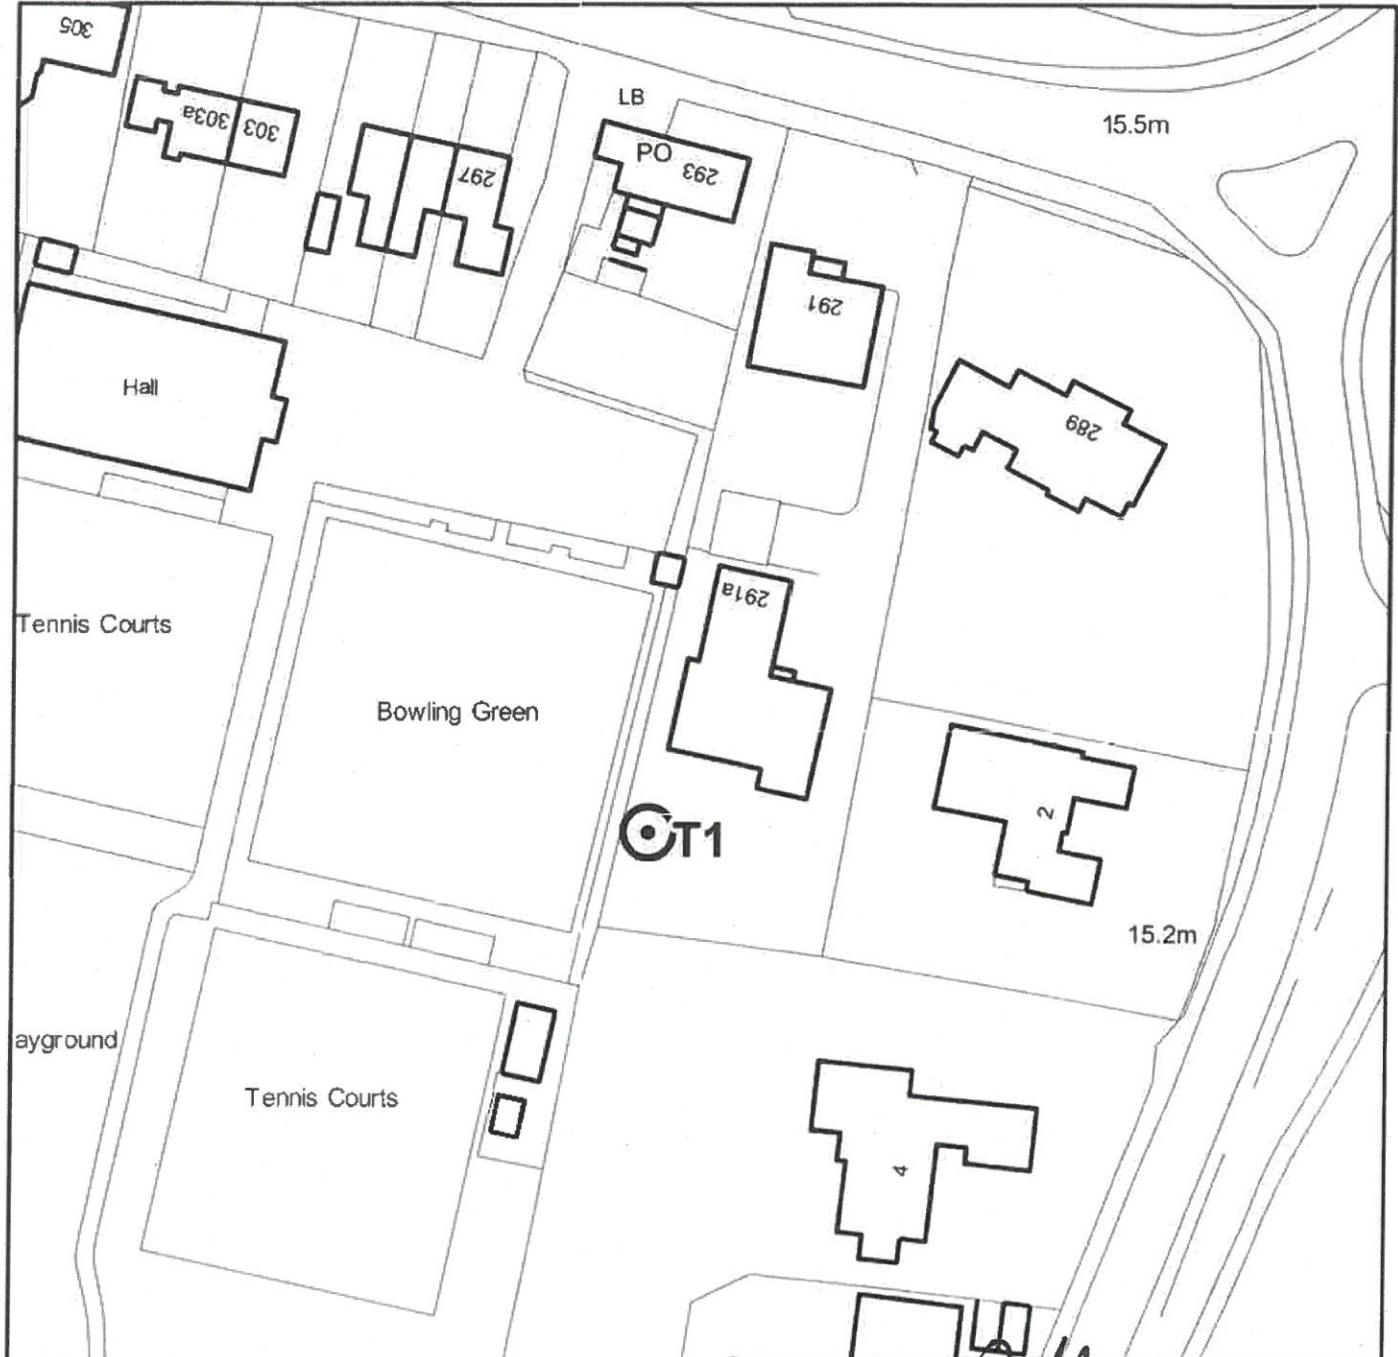 305
LB
15.5m
303a
303
PO
293
297
291
Hall
289
291a
Tennis Courts
Bowling Green
2
T1
15.2m
ayground
Tennis Courts
4